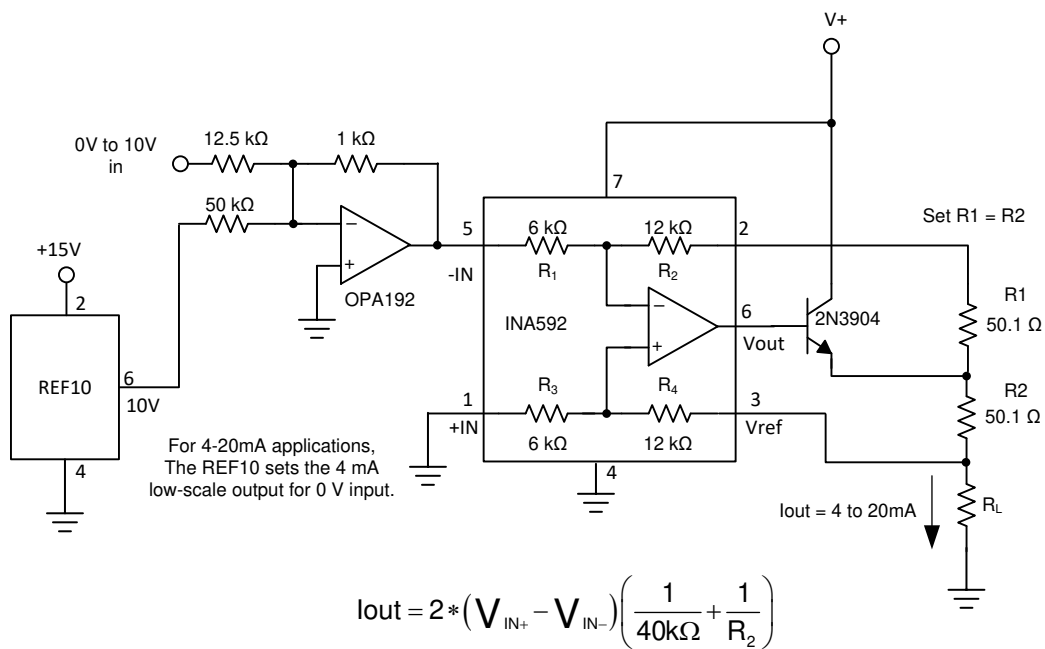 V+
0V to 10V
in
12.5 kΩ
1 kΩ
50 kΩ
+15V
2
REF10
6
10V
4
−
+
OPA192
For 4-20mA applications,
The REF10 sets the 4 mA
low-scale output for 0 V input.
7
5
-IN
6 kΩ
R1
12 kΩ
R2
2
INA592
−
+
6
Vout
2N3904
1
+IN
R3
6 kΩ
R4
12 kΩ
3
Vref
4
Set R1 = R2
R1
50.1 Ω
R2
50.1 Ω
Iout = 4 to 20mA
RL
Iout = 2*(VIN+ − VIN−)(1/40kΩ + 1/R2)